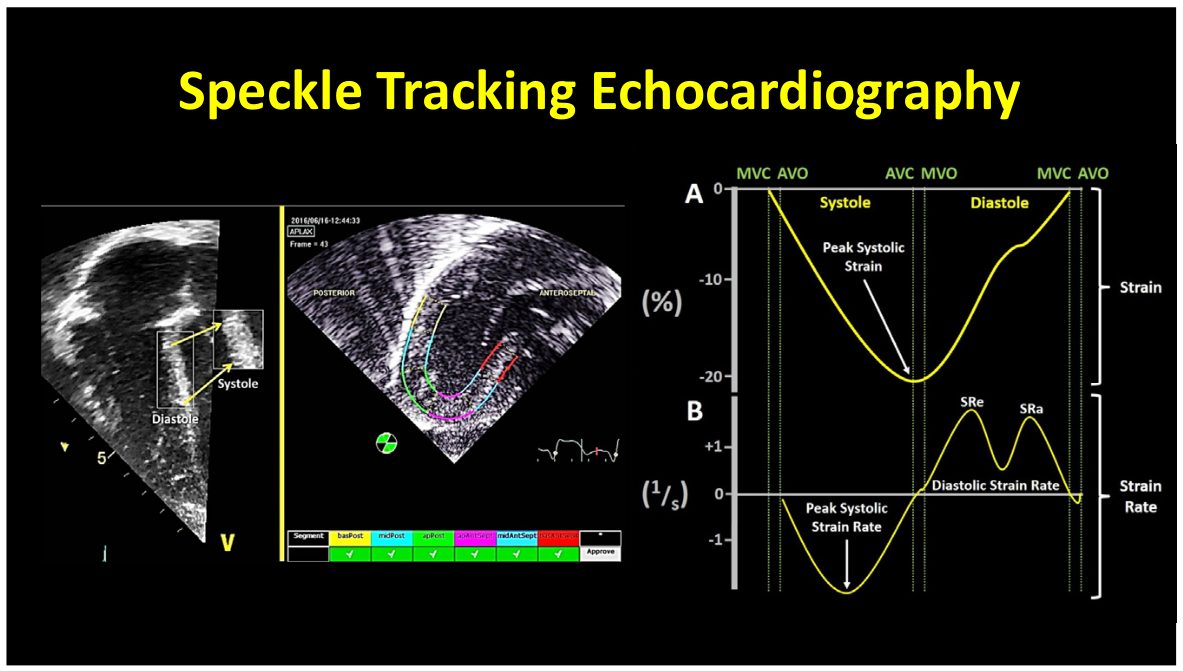 Speckle Tracking Echocardiography
Systole
Diastole
5
V
2016/06/16-12:44:33
APLAX
Frame = 43
POSTERIOR
ANTEROSEPTAL
Segment basPost midPost apPost apAntSept midAntSept basAntSept *
Approve
MVC AVO AVC MVO MVC AVO
A
0
Systole
Diastole
Peak Systolic
Strain
-10
(%)
Strain
-20
B
SRe
SRa
+1
Diastolic Strain Rate
0
(1/s)
Peak Systolic
Strain Rate
Strain
Rate
-1